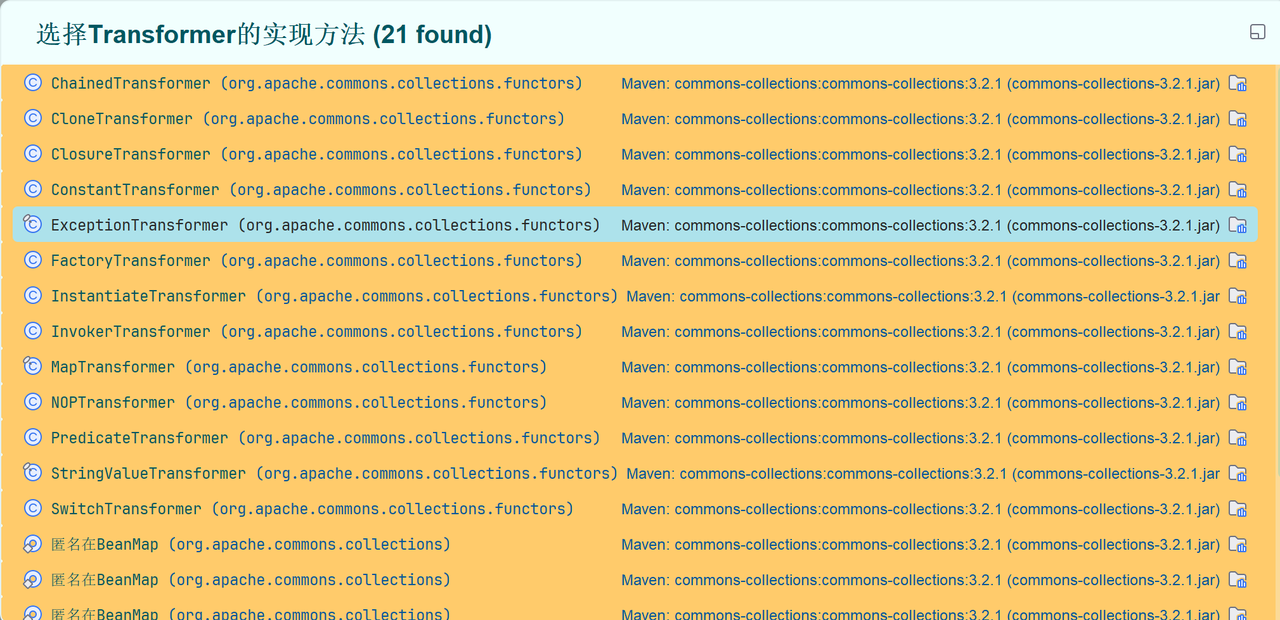 选择Transformer的实现方法 (21 found)
ChainedTransformer (org.apache.commons.collections.functors) Maven: commons-collections:commons-collections:3.2.1 (commons-collections-3.2.1.jar)
CloneTransformer (org.apache.commons.collections.functors) Maven: commons-collections:commons-collections:3.2.1 (commons-collections-3.2.1.jar)
ClosureTransformer (org.apache.commons.collections.functors) Maven: commons-collections:commons-collections:3.2.1 (commons-collections-3.2.1.jar)
ConstantTransformer (org.apache.commons.collections.functors) Maven: commons-collections:commons-collections:3.2.1 (commons-collections-3.2.1.jar)
ExceptionTransformer (org.apache.commons.collections.functors) Maven: commons-collections:commons-collections:3.2.1 (commons-collections-3.2.1.jar)
FactoryTransformer (org.apache.commons.collections.functors) Maven: commons-collections:commons-collections:3.2.1 (commons-collections-3.2.1.jar)
InstantiateTransformer (org.apache.commons.collections.functors) Maven: commons-collections:commons-collections:3.2.1 (commons-collections-3.2.1.jar
InvokerTransformer (org.apache.commons.collections.functors) Maven: commons-collections:commons-collections:3.2.1 (commons-collections-3.2.1.jar)
MapTransformer (org.apache.commons.collections.functors) Maven: commons-collections:commons-collections:3.2.1 (commons-collections-3.2.1.jar)
NOPTransformer (org.apache.commons.collections.functors) Maven: commons-collections:commons-collections:3.2.1 (commons-collections-3.2.1.jar)
PredicateTransformer (org.apache.commons.collections.functors) Maven: commons-collections:commons-collections:3.2.1 (commons-collections-3.2.1.jar)
StringValueTransformer (org.apache.commons.collections.functors) Maven: commons-collections:commons-collections:3.2.1 (commons-collections-3.2.1.jar
SwitchTransformer (org.apache.commons.collections.functors) Maven: commons-collections:commons-collections:3.2.1 (commons-collections-3.2.1.jar)
匿名在BeanMap (org.apache.commons.collections) Maven: commons-collections:commons-collections:3.2.1 (commons-collections-3.2.1.jar)
匿名在BeanMap (org.apache.commons.collections) Maven: commons-collections:commons-collections:3.2.1 (commons-collections-3.2.1.jar)
匿名在BeanMap (org.apache.commons.collections) Maven: commons-collections:commons-collections:3.2.1 (commons-collections-3.2.1.jar)